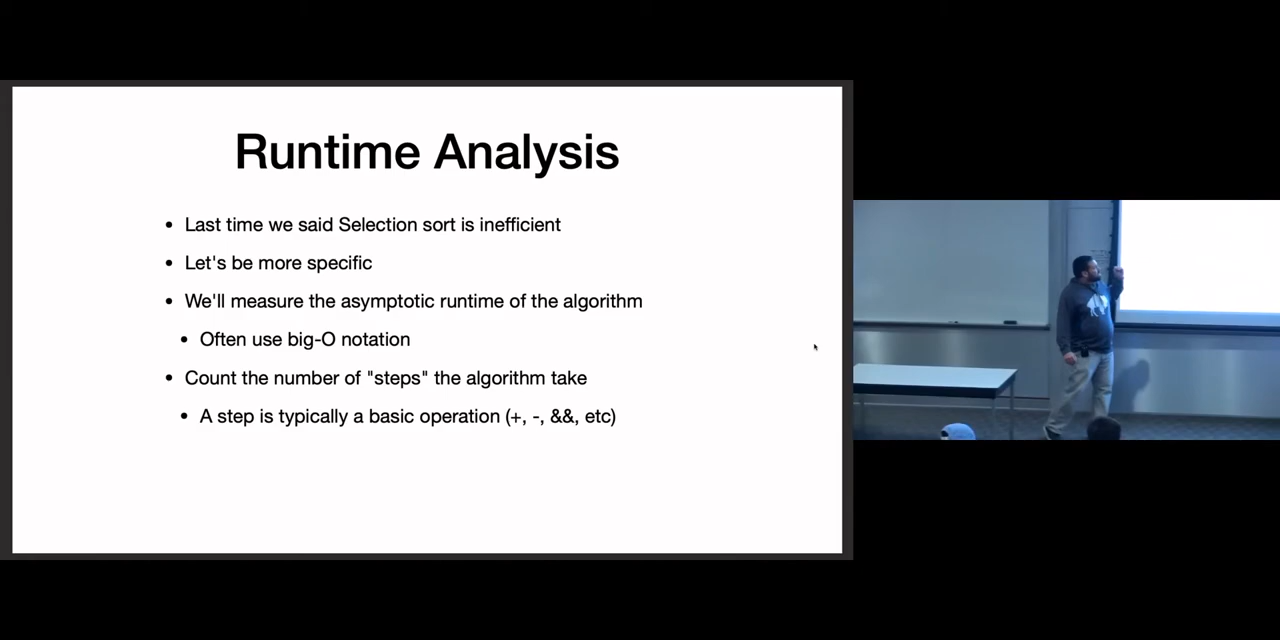 Runtime Analysis
• Last time we said Selection sort is inefficient
• Let's be more specific
• We'll measure the asymptotic runtime of the algorithm
• Often use big-O notation
• Count the number of "steps" the algorithm take
• A step is typically a basic operation (+, -, &&, etc)